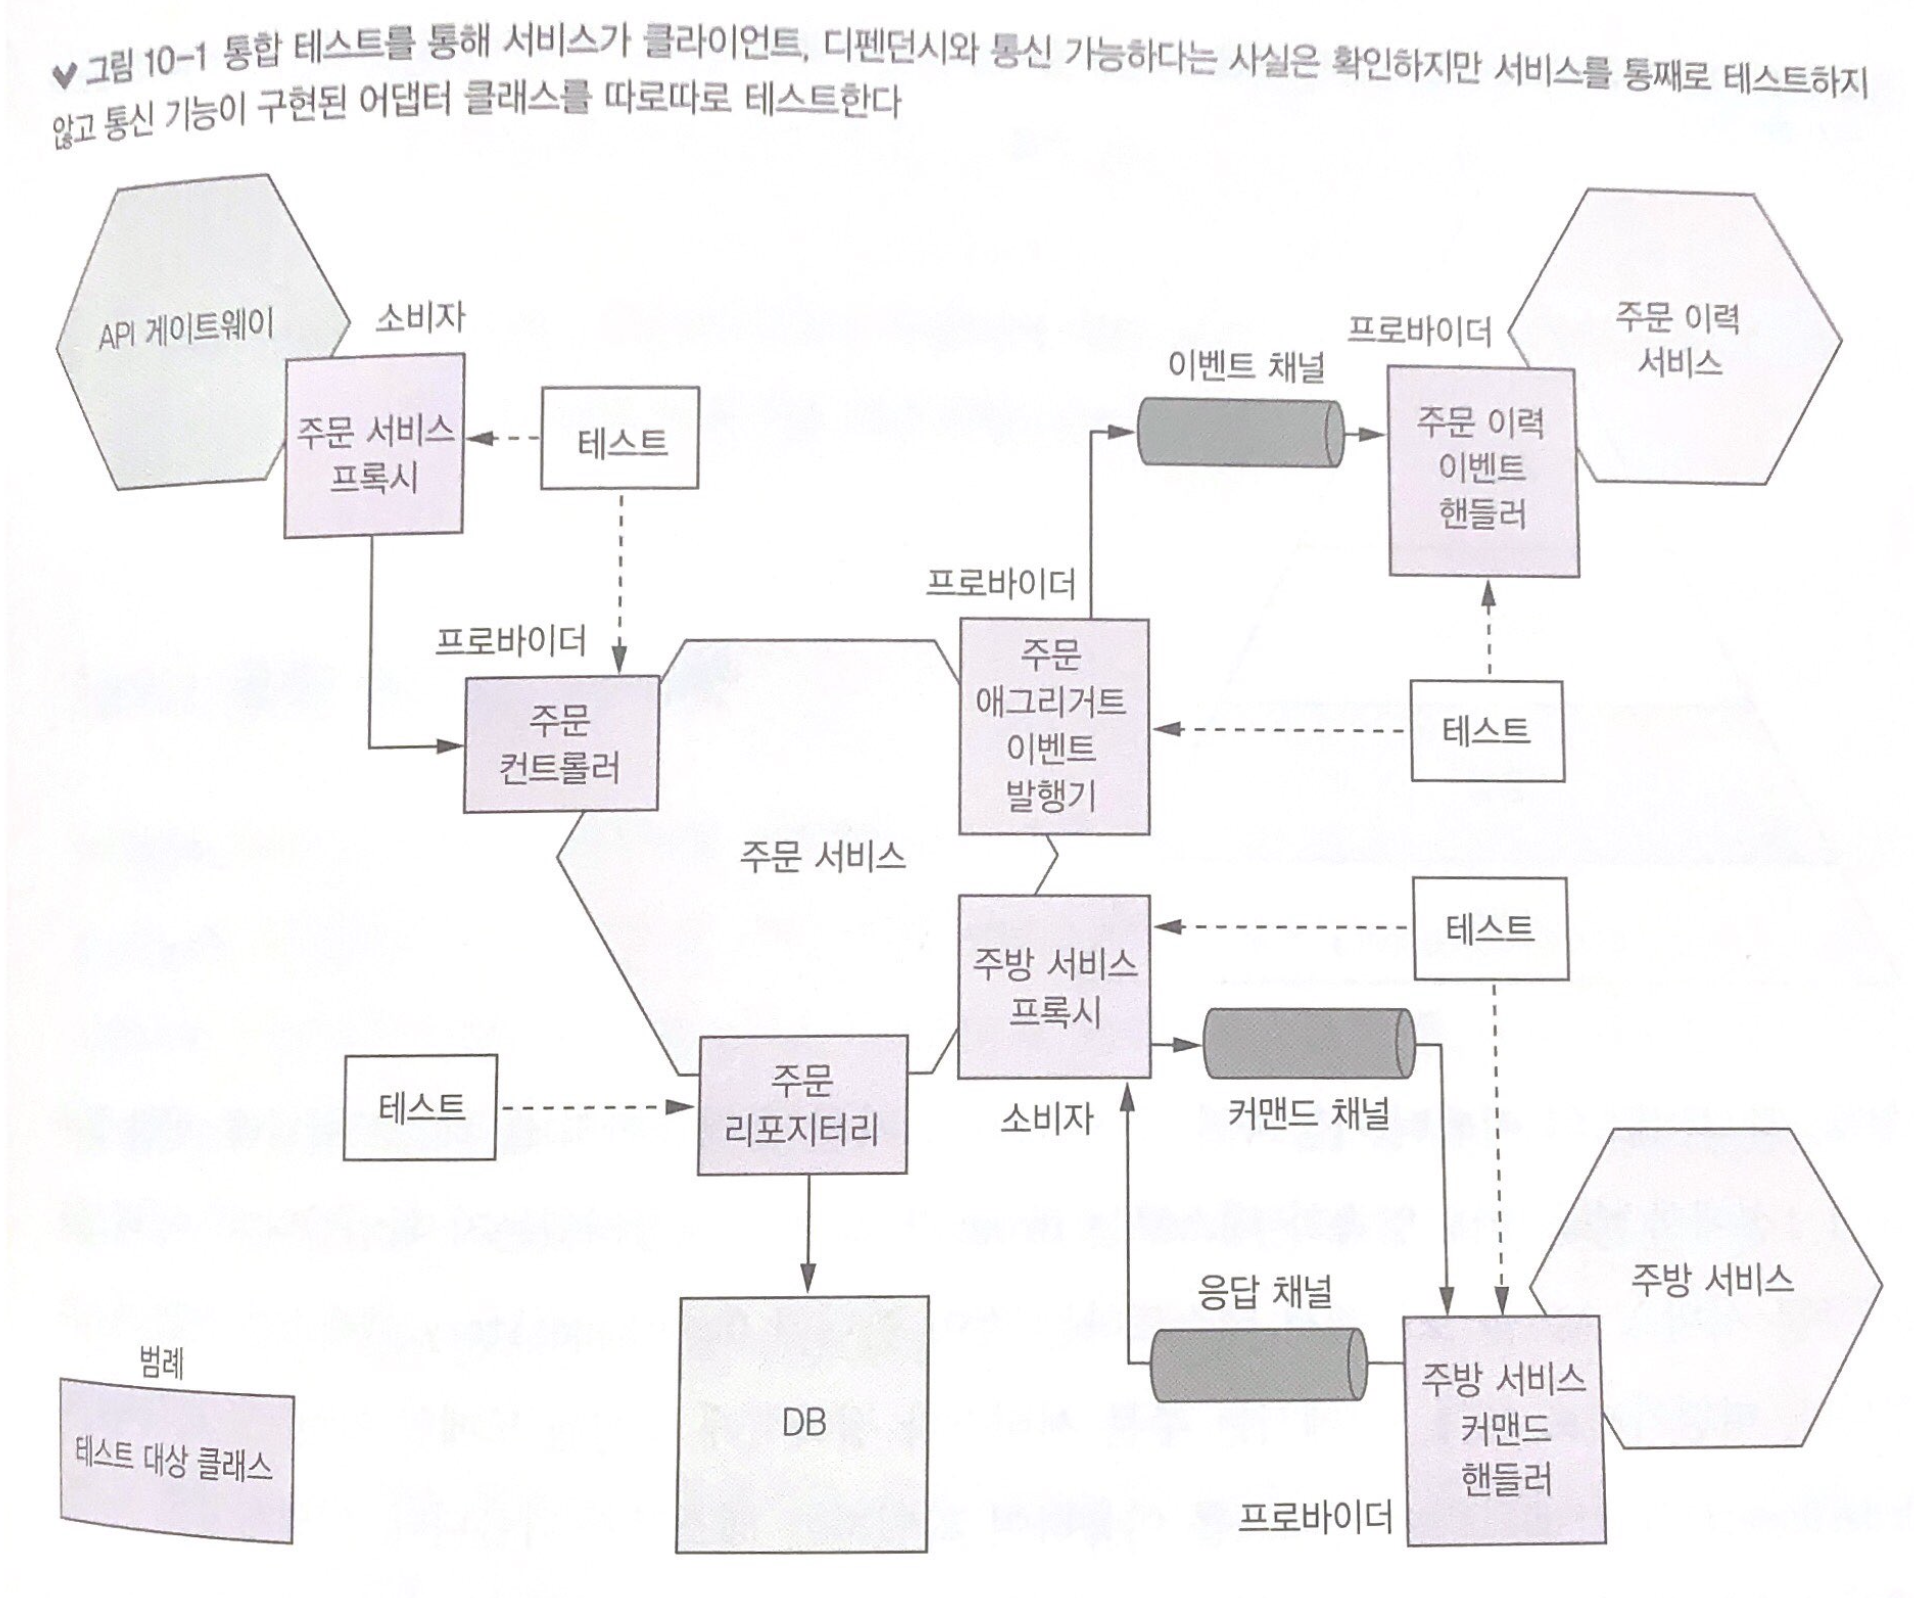 그림 10-1 통합 테스트를 통해 서비스가 클라이언트, 디펜던시와 통신 가능하다는 사실은 확인하지만 서비스를 통째로 테스트하지
않고 통신 기능이 구현된 어댑터 클래스를 따로따로 테스트한다
API 게이트웨이
소비자
주문 서비스
프록시
테스트
이벤트 채널
프로바이더
주문 이력
서비스
주문 이력
이벤트
핸들러
프로바이더
주문
컨트롤러
프로바이더
주문
애그리거트
이벤트
발행기
테스트
주문 서비스
주방 서비스
프록시
테스트
소비자
커맨드 채널
테스트
주문
리포지터리
DB
응답 채널
주방 서비스
주방 서비스
커맨드
핸들러
프로바이더
범례
테스트 대상 클래스